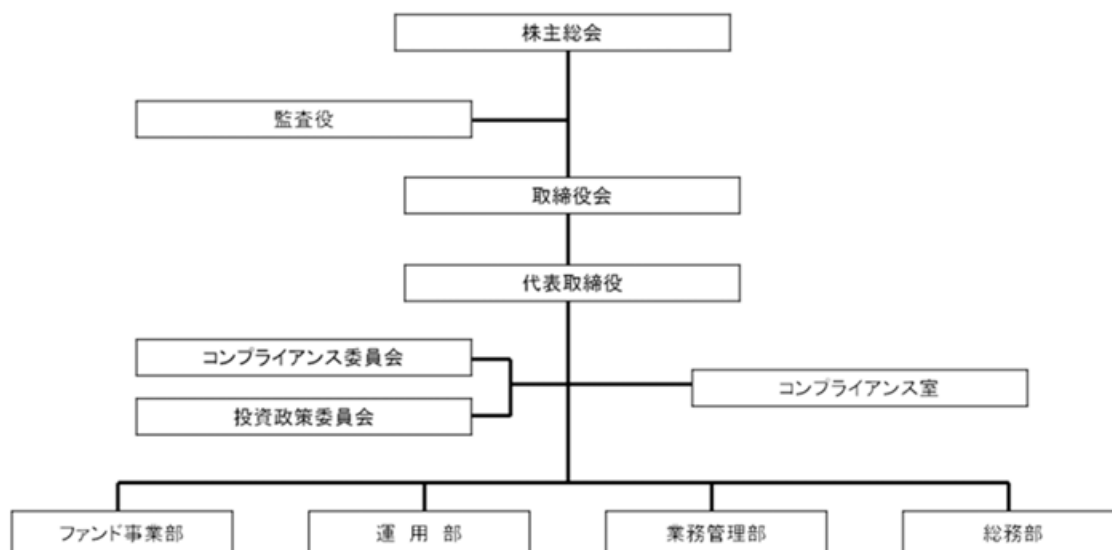 株主総会
監査役
取締役会
代表取締役
コンプライアンス委員会
コンプライアンス室
投資政策委員会
ファンド事業部
運 用 部
業務管理部
総務部